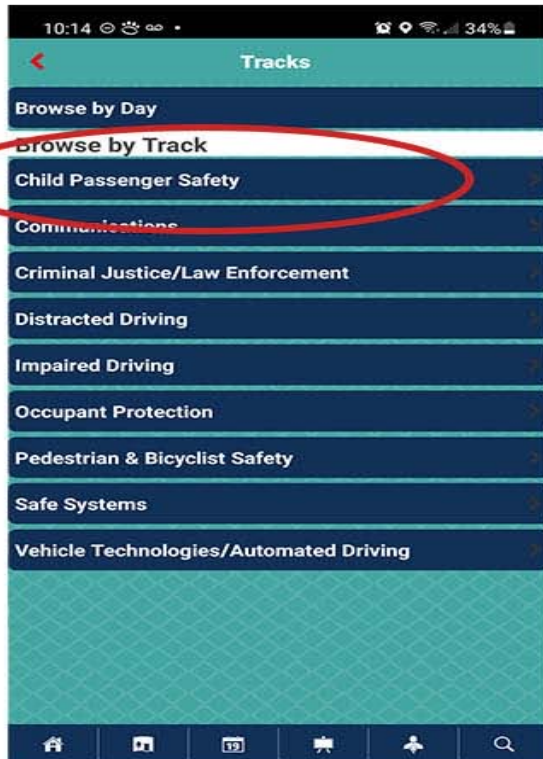 10:14 34%
Tracks
Browse by Day
Browse by Track
Child Passenger Safety
Communications
Criminal Justice/Law Enforcement
Distracted Driving
Impaired Driving
Occupant Protection
Pedestrian & Bicyclist Safety
Safe Systems
Vehicle Technologies/Automated Driving
19